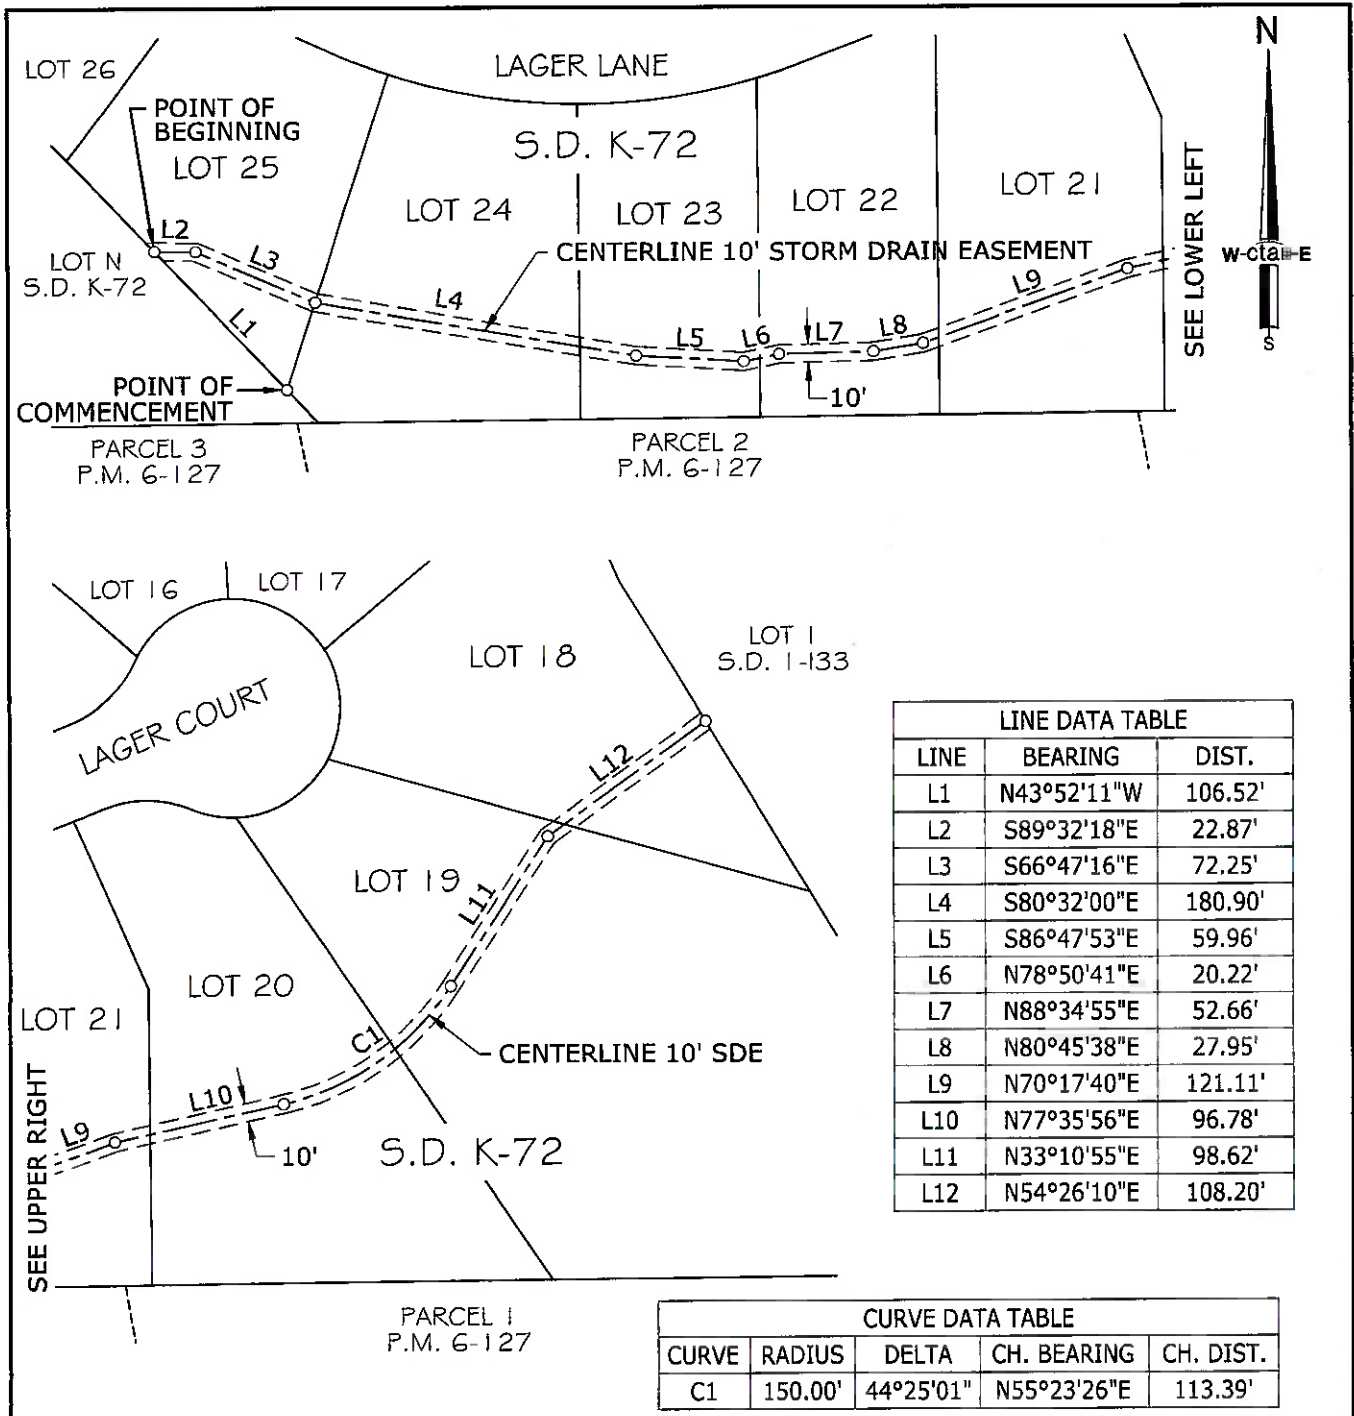 N
LOT 26
POINT OF
BEGINNING
LAGER LANE
S.D. K-72
LOT 25
LOT 24
LOT 23
LOT 22
LOT 21
SEE LOWER LEFT
W-cta-E
S
LOT N
S.D. K-72
L2
L3
CENTERLINE 10' STORM DRAIN EASEMENT
L1
L4
L5
L6
L7
L8
L9
10'
POINT OF
COMMENCEMENT
PARCEL 3
P.M. 6-127
PARCEL 2
P.M. 6-127
LOT 16
LOT 17
LOT 18
LOT 1
S.D. 1-133
LAGER COURT
L12
LOT 19
L11
LOT 20
LOT 21
C1
CENTERLINE 10' SDE
L10
L9
10'
S.D. K-72
SEE UPPER RIGHT
PARCEL 1
P.M. 6-127
LINE DATA TABLE
LINE BEARING DIST.
L1 N43°52'11"W 106.52'
L2 S89°32'18"E 22.87'
L3 S66°47'16"E 72.25'
L4 S80°32'00"E 180.90'
L5 S86°47'53"E 59.96'
L6 N78°50'41"E 20.22'
L7 N88°34'55"E 52.66'
L8 N80°45'38"E 27.95'
L9 N70°17'40"E 121.11'
L10 N77°35'56"E 96.78'
L11 N33°10'55"E 98.62'
L12 N54°26'10"E 108.20'
CURVE DATA TABLE
CURVE RADIUS DELTA CH. BEARING CH. DIST.
C1 150.00' 44°25'01" N55°23'26"E 113.39'